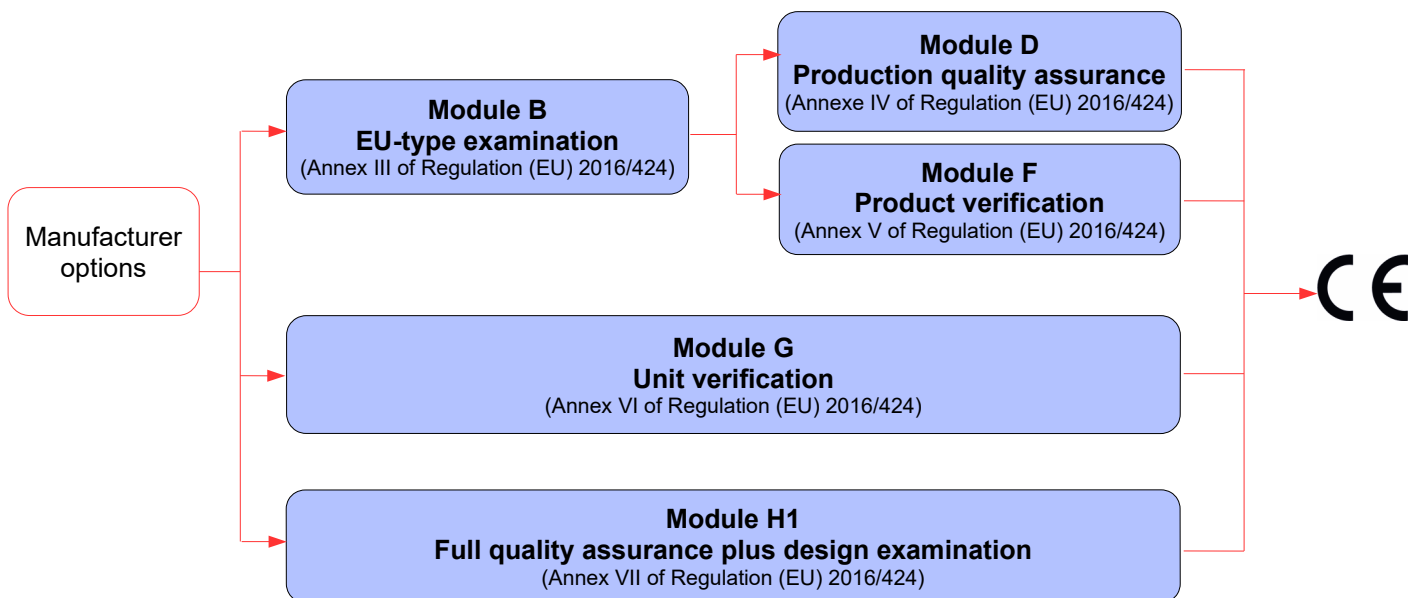 Manufacturer
options
Module B
EU-type examination
(Annex III of Regulation (EU) 2016/424)
Module D
Production quality assurance
(Annexe IV of Regulation (EU) 2016/424)
Module F
Product verification
(Annex V of Regulation (EU) 2016/424)
Module G
Unit verification
(Annex VI of Regulation (EU) 2016/424)
Module H1
Full quality assurance plus design examination
(Annex VII of Regulation (EU) 2016/424)
CE